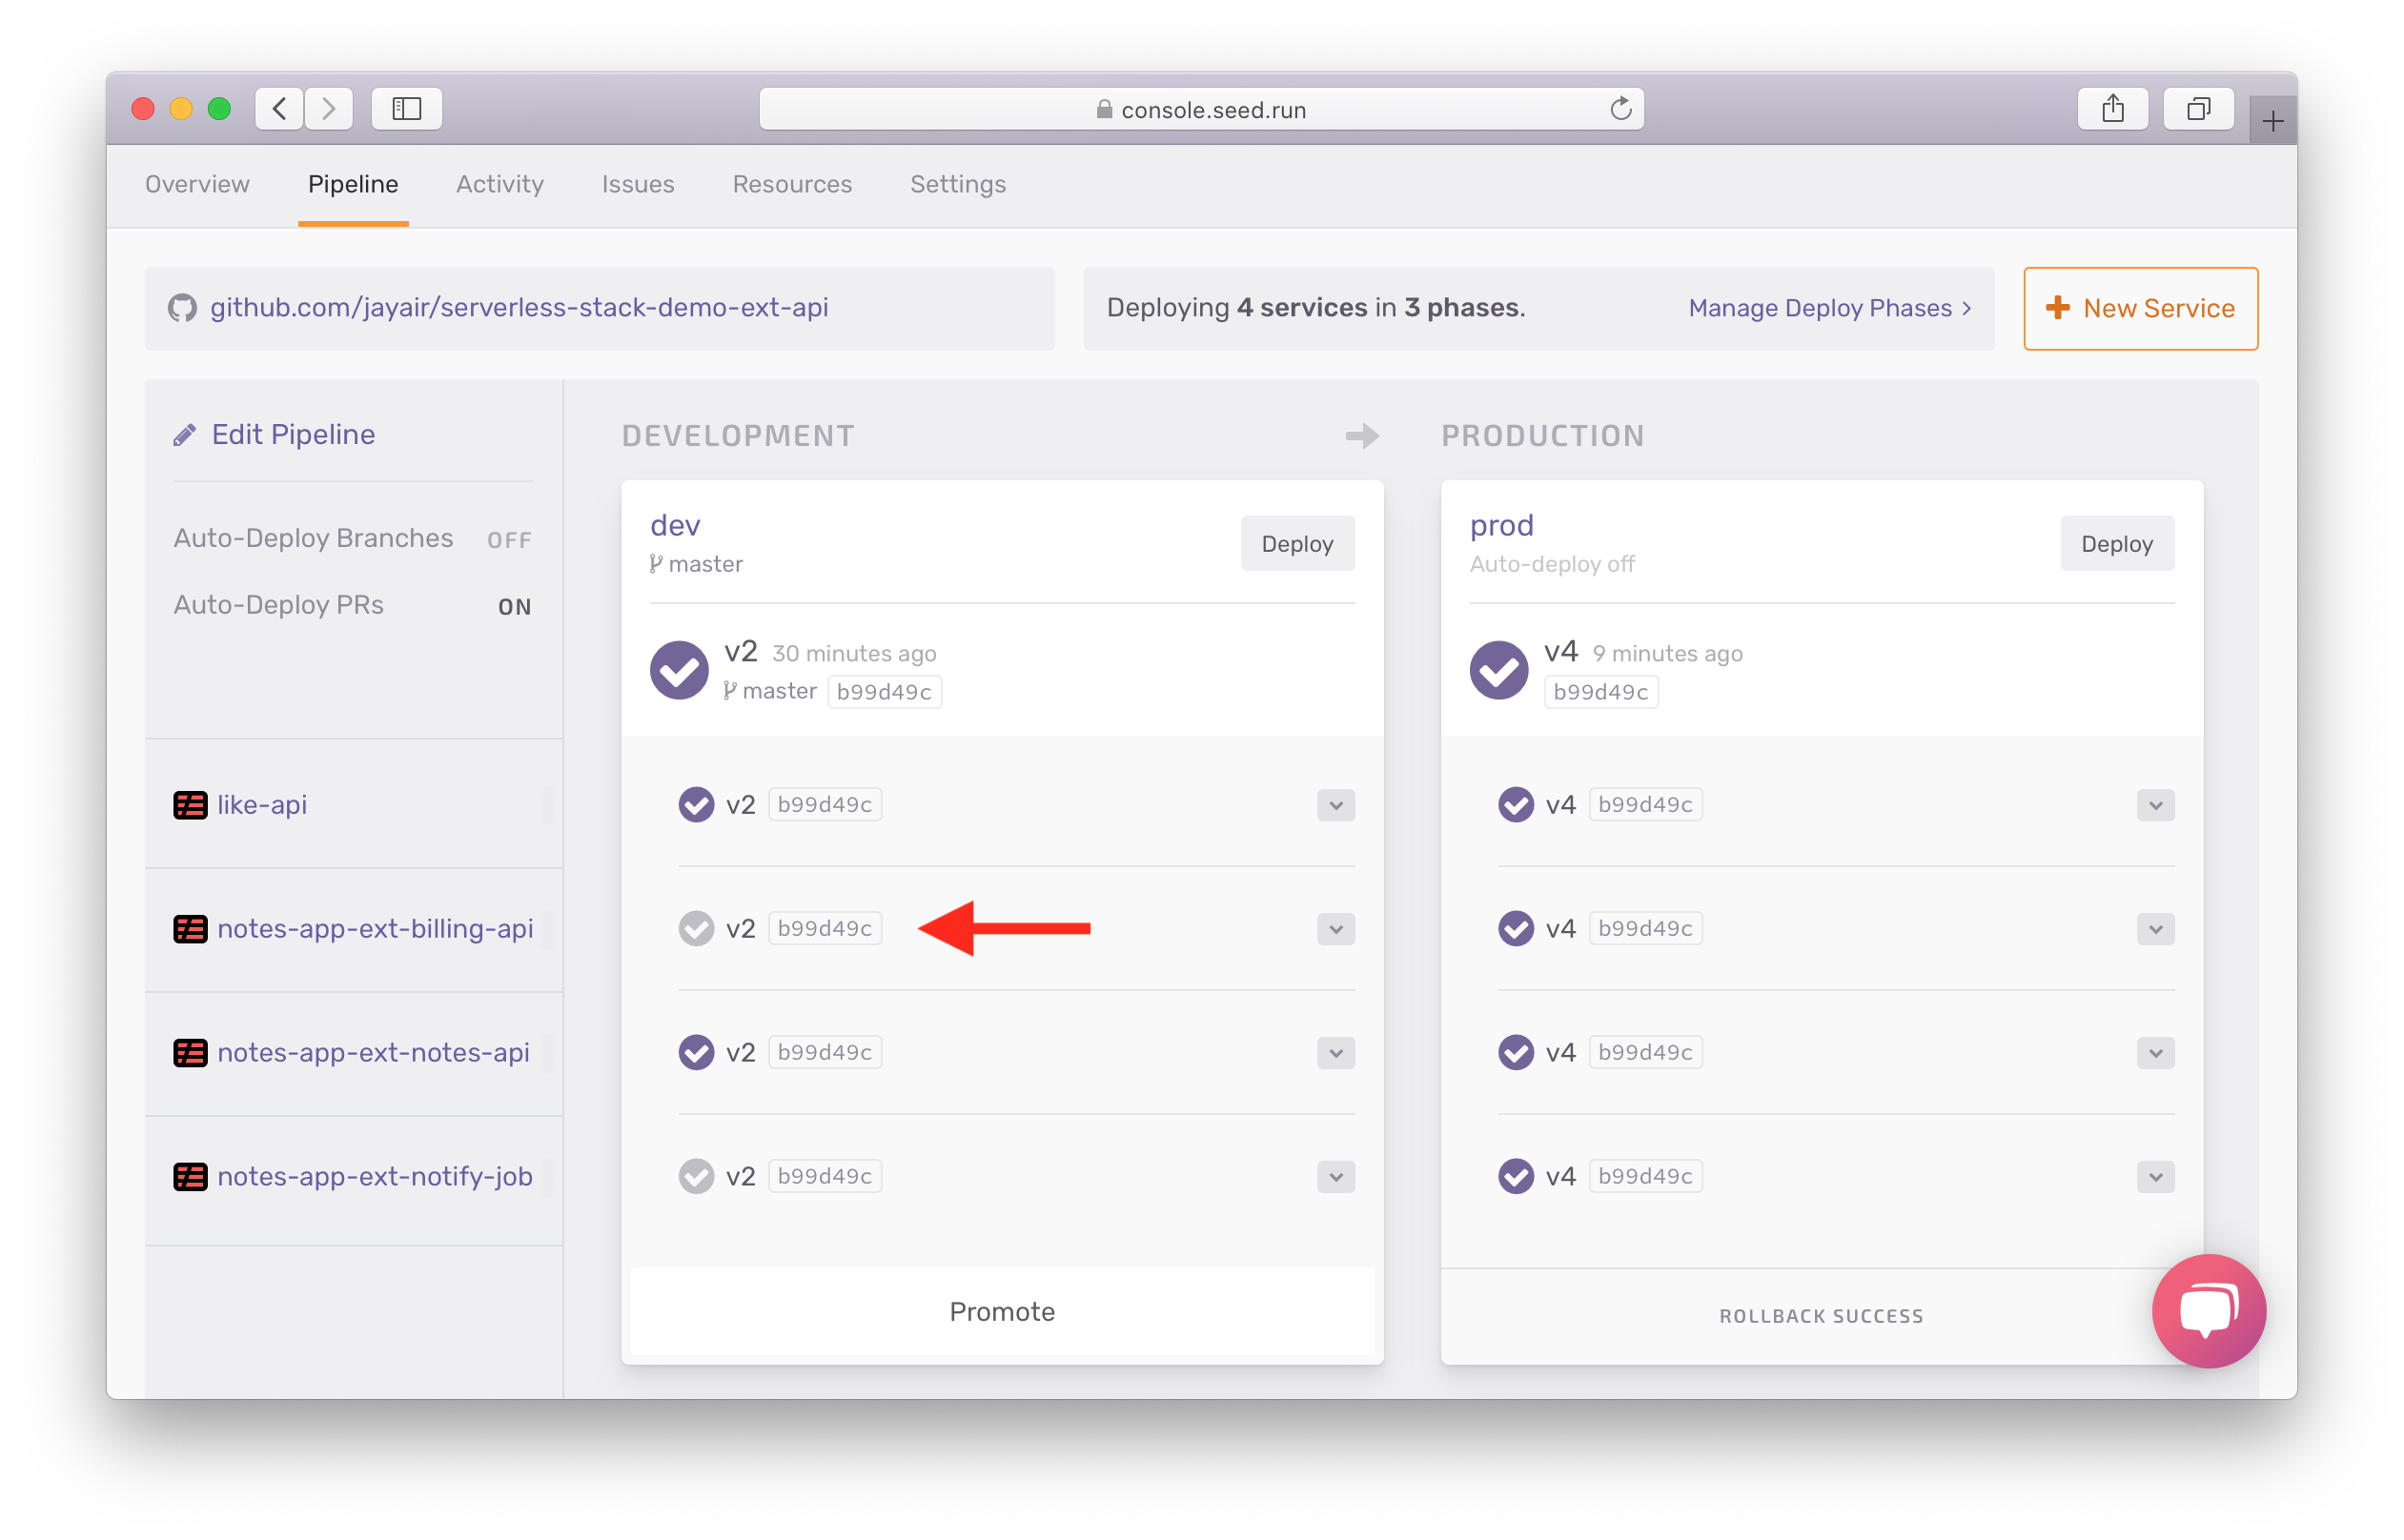 console.seed.run
Overview Pipeline Activity Issues Resources Settings
github.com/jayair/serverless-stack-demo-ext-api
Deploying 4 services in 3 phases.
Manage Deploy Phases
New Service
Edit Pipeline
Auto-Deploy Branches OFF
Auto-Deploy PRs ON
like-api
notes-app-ext-billing-api
notes-app-ext-notes-api
notes-app-ext-notify-job
DEVELOPMENT
dev
master
Deploy
v2 30 minutes ago
master b99d49c
v2 b99d49c
v2 b99d49c
v2 b99d49c
v2 b99d49c
Promote
PRODUCTION
prod
Auto-deploy off
Deploy
v4 9 minutes ago
b99d49c
v4 b99d49c
v4 b99d49c
v4 b99d49c
v4 b99d49c
ROLLBACK SUCCESS